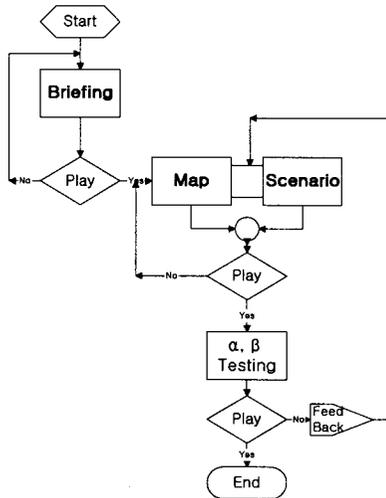 Start
Briefing
No
Play
Yes
Map
Scenario
No
Play
Yes
α, β
Testing
Play
No
Feed
Back
Yes
End